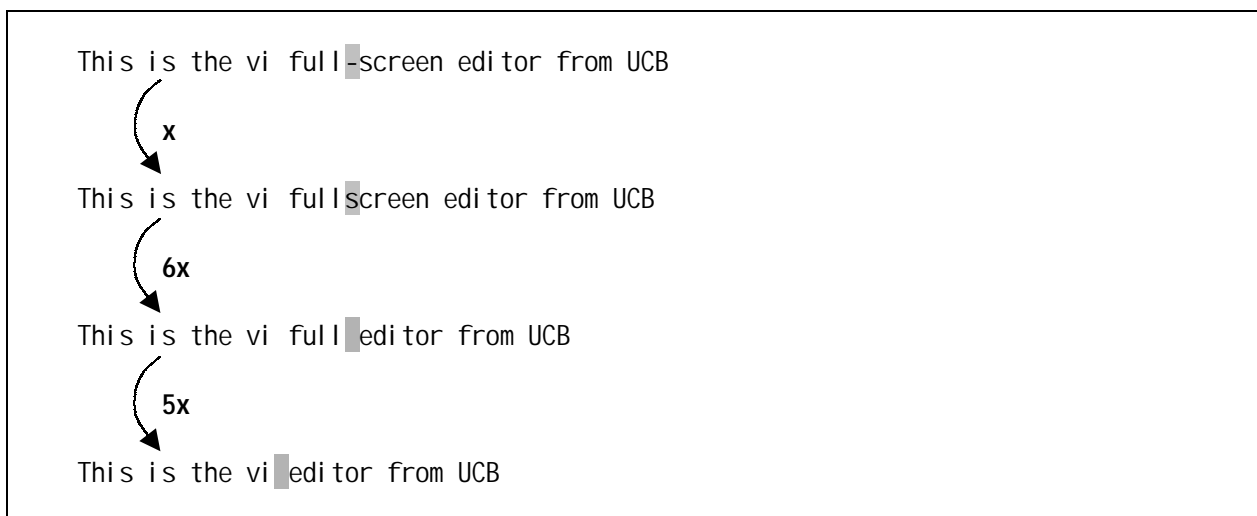 This is the vi full-screen editor from UCB
x
This is the vi fullscreen editor from UCB
6x
This is the vi full editor from UCB
5x
This is the vi editor from UCB